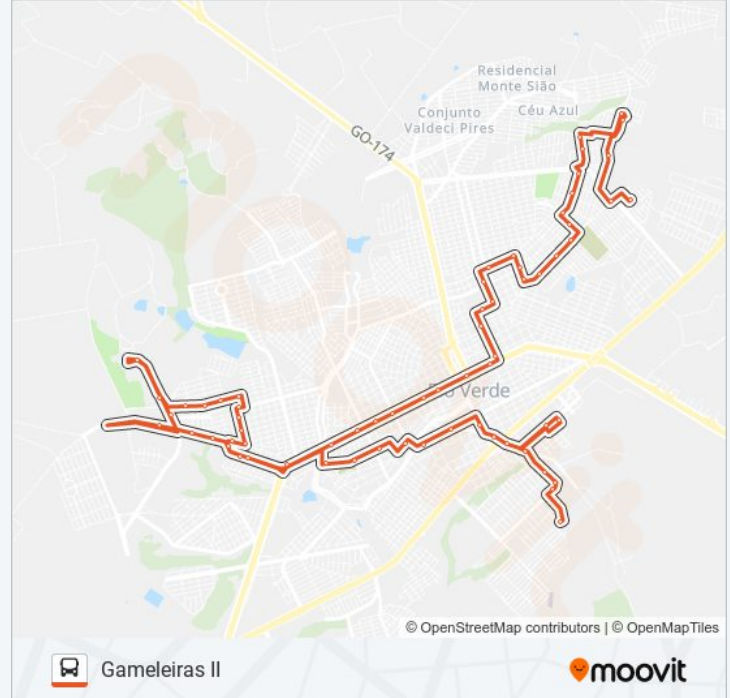 Residencial
Monte Sião
Conjunto
Valdeci Pires
Céu Azul
GO-174
Rio Verde
© OpenStreetMap contributors | © OpenMapTiles
Gameleiras II
moovit